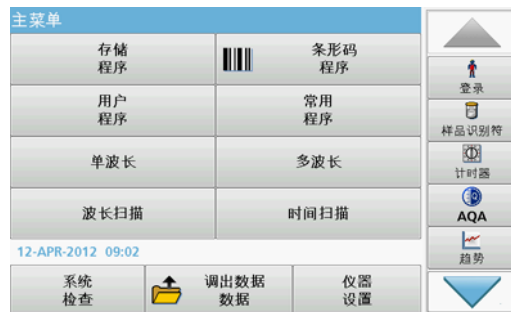 主菜单
存储
程序
条形码
程序
用户
程序
常用
程序
单波长
多波长
波长扫描
时间扫描
12-APR-2012 09:02
系统
检查
调出数据
数据
仪器
设置
登录
样品识别符
计时器
AQA
趋势